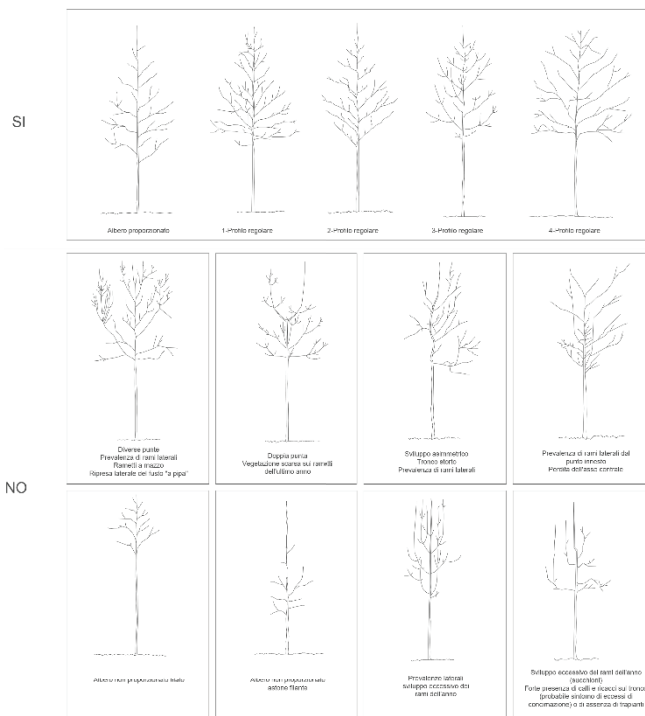 SI
Albero proporzionato
1-Profilo regolare
2-Profilo regolare
3-Profilo regolare
4-Profilo regolare
NO
Diverse punte
Prevalenza di rami laterali
Rametti a mazzo
Ripresa laterale del fusto "a pipa"
Doppia punta
Vegetazione scarsa sui rametti
dell'ultimo anno
Sviluppo asimmetrico
Tronco storto
Prevalenza di rami laterali
Prevalenza di rami laterali dal
punto innesto
Perdita dell'asse centrale
Albero non proporzionato filato
Albero non proporzionato
astone filante
Prevalenze laterali
sviluppo eccessivo dei
rami dell'anno
Sviluppo eccessivo dei rami dell'anno
(succhioni)
Forte presenza di calli e ricacci sul tronco
(probabile sintomo di eccessi di
concimazione) o di assenza di trapianti